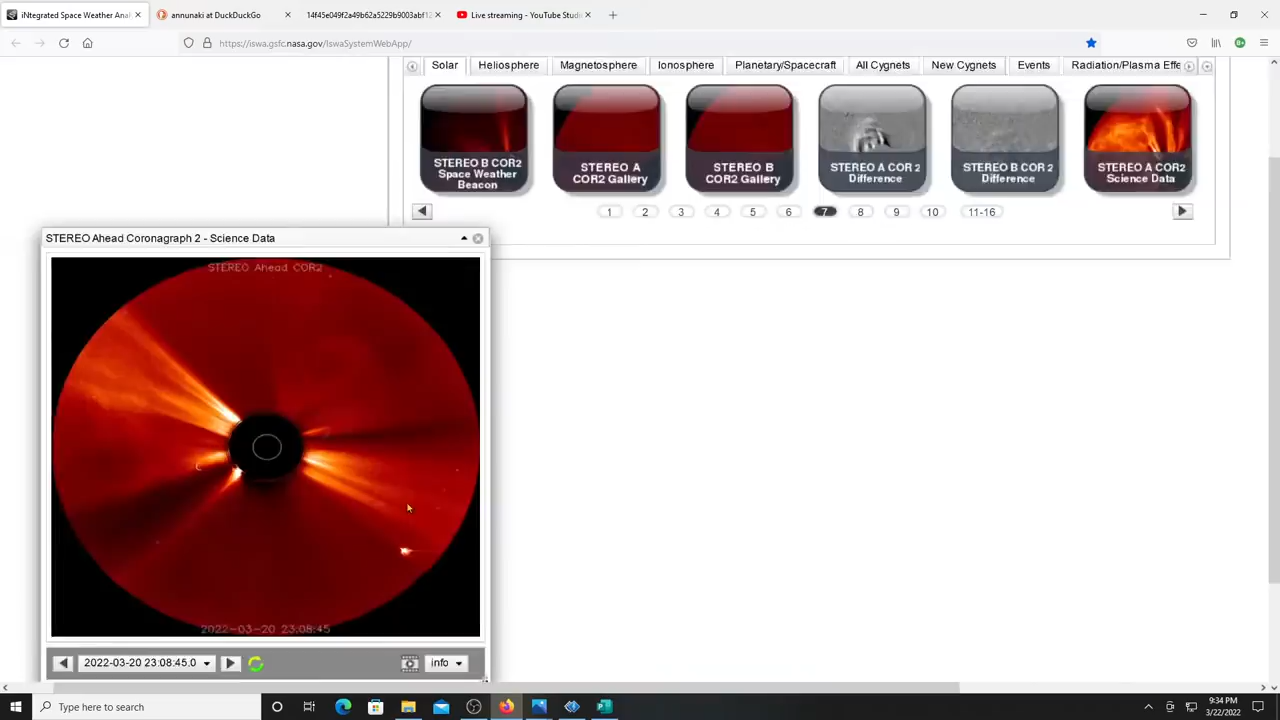 iNtegrated Space Weather Anal
annunaki at DuckDuckGo
14f45e049f2a49b62a5229b9003abf12
Live streaming - YouTube Studi
https://iswa.gsfc.nasa.gov/IswaSystemWebApp/
Solar
Heliosphere
Magnetosphere
Ionosphere
Planetary/Spacecraft
All Cygnets
New Cygnets
Events
Radiation/Plasma Effe
STEREO B COR2
Space Weather
Beacon
STEREO A
COR2 Gallery
STEREO B
COR2 Gallery
STEREO A COR 2
Difference
STEREO B COR 2
Difference
STEREO A COR2
Science Data
1
2
3
4
5
6
7
8
9
10
11-16
STEREO Ahead Coronagraph 2 - Science Data
STEREO Ahead COR2
2022-03-20 23:08:45
2022-03-20 23:08:45.0
info
Type here to search
9:34 PM
3/22/2022